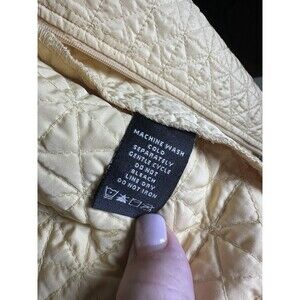 MACHINE WASH
COLD
SEPARATELY
GENTLE CYCLE
DO NOT
BLEACH
LINE DRY
DO NOT IRON